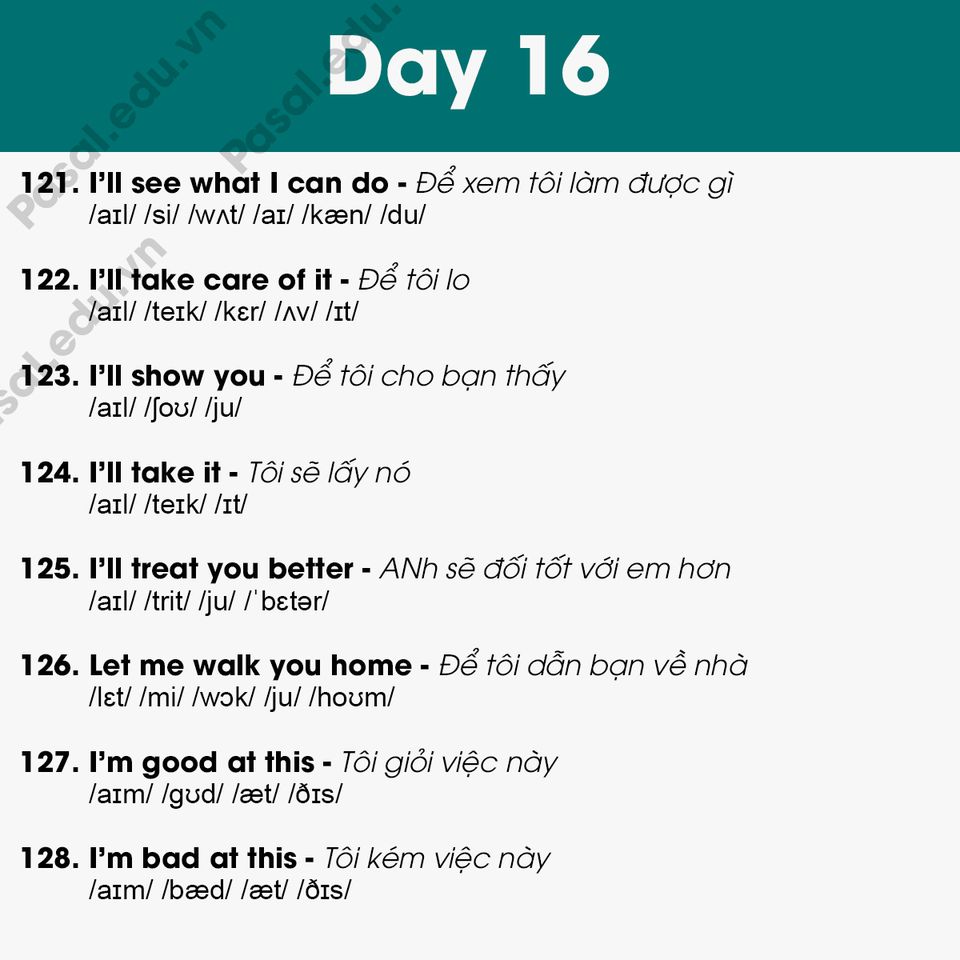 Day 16
Pasal.edu.vn
Pasal.edu.vn
Pasal.edu.vn
121. I’ll see what I can do - Để xem tôi làm được gì
/aɪl/ /si/ /wʌt/ /aɪ/ /kæn/ /du/
122. I’ll take care of it - Để tôi lo
/aɪl/ /teɪk/ /kɛr/ /ʌv/ /ɪt/
123. I’ll show you - Để tôi cho bạn thấy
/aɪl/ /ʃoʊ/ /ju/
124. I’ll take it - Tôi sẽ lấy nó
/aɪl/ /teɪk/ /ɪt/
125. I’ll treat you better - ANh sẽ đối tốt với em hơn
/aɪl/ /trit/ /ju/ /ˈbɛtər/
126. Let me walk you home - Để tôi dẫn bạn về nhà
/lɛt/ /mi/ /wɔk/ /ju/ /hoʊm/
127. I’m good at this - Tôi giỏi việc này
/aɪm/ /gʊd/ /æt/ /ðɪs/
128. I’m bad at this - Tôi kém việc này
/aɪm/ /bæd/ /æt/ /ðɪs/